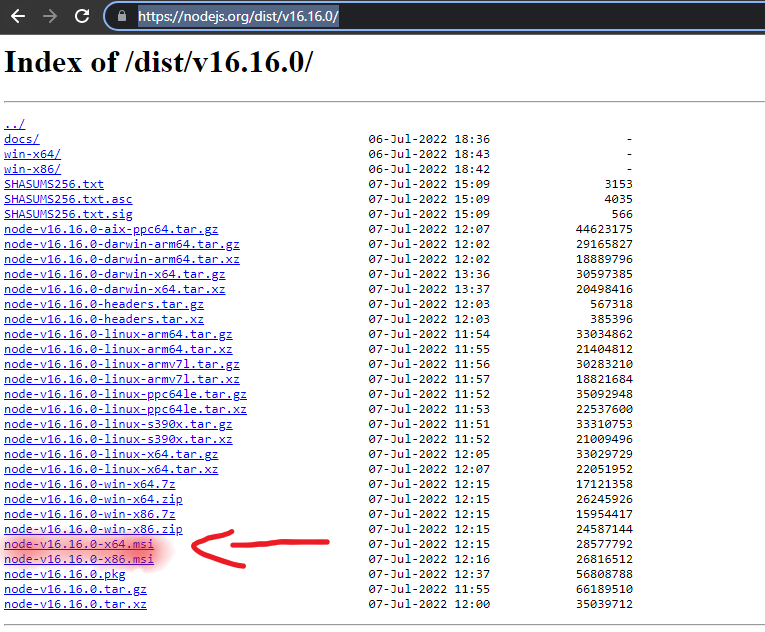 https://nodejs.org/dist/v16.16.0/
Index of /dist/v16.16.0/
../
docs/ 06-Jul-2022 18:36 -
win-x64/ 06-Jul-2022 18:43 -
win-x86/ 06-Jul-2022 18:42 -
SHASUMS256.txt 07-Jul-2022 15:09 3153
SHASUMS256.txt.asc 07-Jul-2022 15:09 4035
SHASUMS256.txt.sig 07-Jul-2022 15:09 566
node-v16.16.0-aix-ppc64.tar.gz 07-Jul-2022 12:07 44623175
node-v16.16.0-darwin-arm64.tar.gz 07-Jul-2022 12:02 29165827
node-v16.16.0-darwin-arm64.tar.xz 07-Jul-2022 12:02 18889796
node-v16.16.0-darwin-x64.tar.gz 07-Jul-2022 13:36 30597385
node-v16.16.0-darwin-x64.tar.xz 07-Jul-2022 13:37 20498416
node-v16.16.0-headers.tar.gz 07-Jul-2022 12:03 567318
node-v16.16.0-headers.tar.xz 07-Jul-2022 12:03 385396
node-v16.16.0-linux-arm64.tar.gz 07-Jul-2022 11:54 33034862
node-v16.16.0-linux-arm64.tar.xz 07-Jul-2022 11:55 21404812
node-v16.16.0-linux-armv7l.tar.gz 07-Jul-2022 11:56 30283210
node-v16.16.0-linux-armv7l.tar.xz 07-Jul-2022 11:57 18821684
node-v16.16.0-linux-ppc64le.tar.gz 07-Jul-2022 11:52 35092948
node-v16.16.0-linux-ppc64le.tar.xz 07-Jul-2022 11:53 22537600
node-v16.16.0-linux-s390x.tar.gz 07-Jul-2022 11:51 33310753
node-v16.16.0-linux-s390x.tar.xz 07-Jul-2022 11:52 21009496
node-v16.16.0-linux-x64.tar.gz 07-Jul-2022 12:05 33029729
node-v16.16.0-linux-x64.tar.xz 07-Jul-2022 12:07 22051952
node-v16.16.0-win-x64.7z 07-Jul-2022 12:15 17121358
node-v16.16.0-win-x64.zip 07-Jul-2022 12:15 26245926
node-v16.16.0-win-x86.7z 07-Jul-2022 12:15 15954417
node-v16.16.0-win-x86.zip 07-Jul-2022 12:15 24587144
node-v16.16.0-x64.msi 07-Jul-2022 12:15 28577792
node-v16.16.0-x86.msi 07-Jul-2022 12:16 26816512
node-v16.16.0.pkg 07-Jul-2022 12:37 56808788
node-v16.16.0.tar.gz 07-Jul-2022 11:55 66189510
node-v16.16.0.tar.xz 07-Jul-2022 12:00 35039712